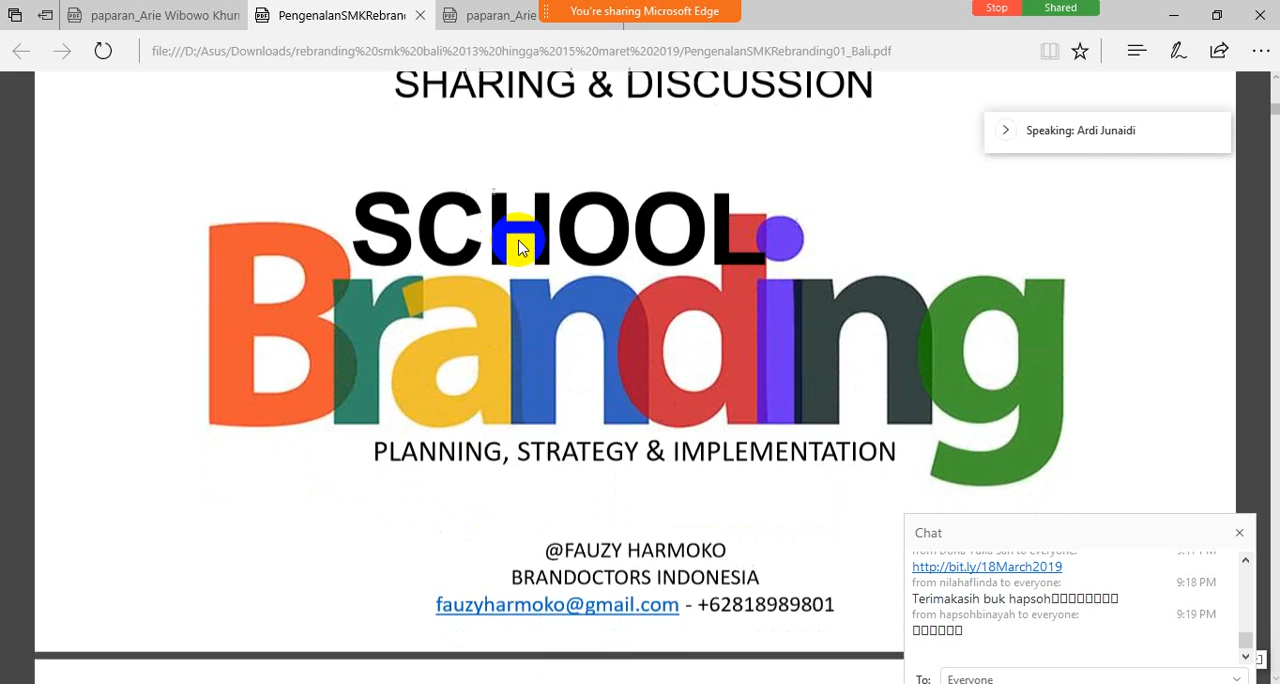 paparan_Arie Wibowo Khur
PengenalanSMKRebran
paparan_Arie
You're sharing Microsoft Edge
Stop
Shared
file:///D:/Asus/Downloads/rebranding%20smk%20bali%2013%20hingga%2015%20maret%202019/PengenalanSMKRebranding01_Bali.pdf
SHARING & DISCUSSION
Speaking: Ardi Junaidi
SCHOOL
Branding
PLANNING, STRATEGY & IMPLEMENTATION
@FAUZY HARMOKO
BRANDOCTORS INDONESIA
fauzyharmoko@gmail.com - +62818989801
Chat
http://bit.ly/18March2019
from nilahaflinda to everyone: 9:18 PM
Terimakasih buk hapsoh
from hapsohbinayah to everyone: 9:19 PM
To: Everyone